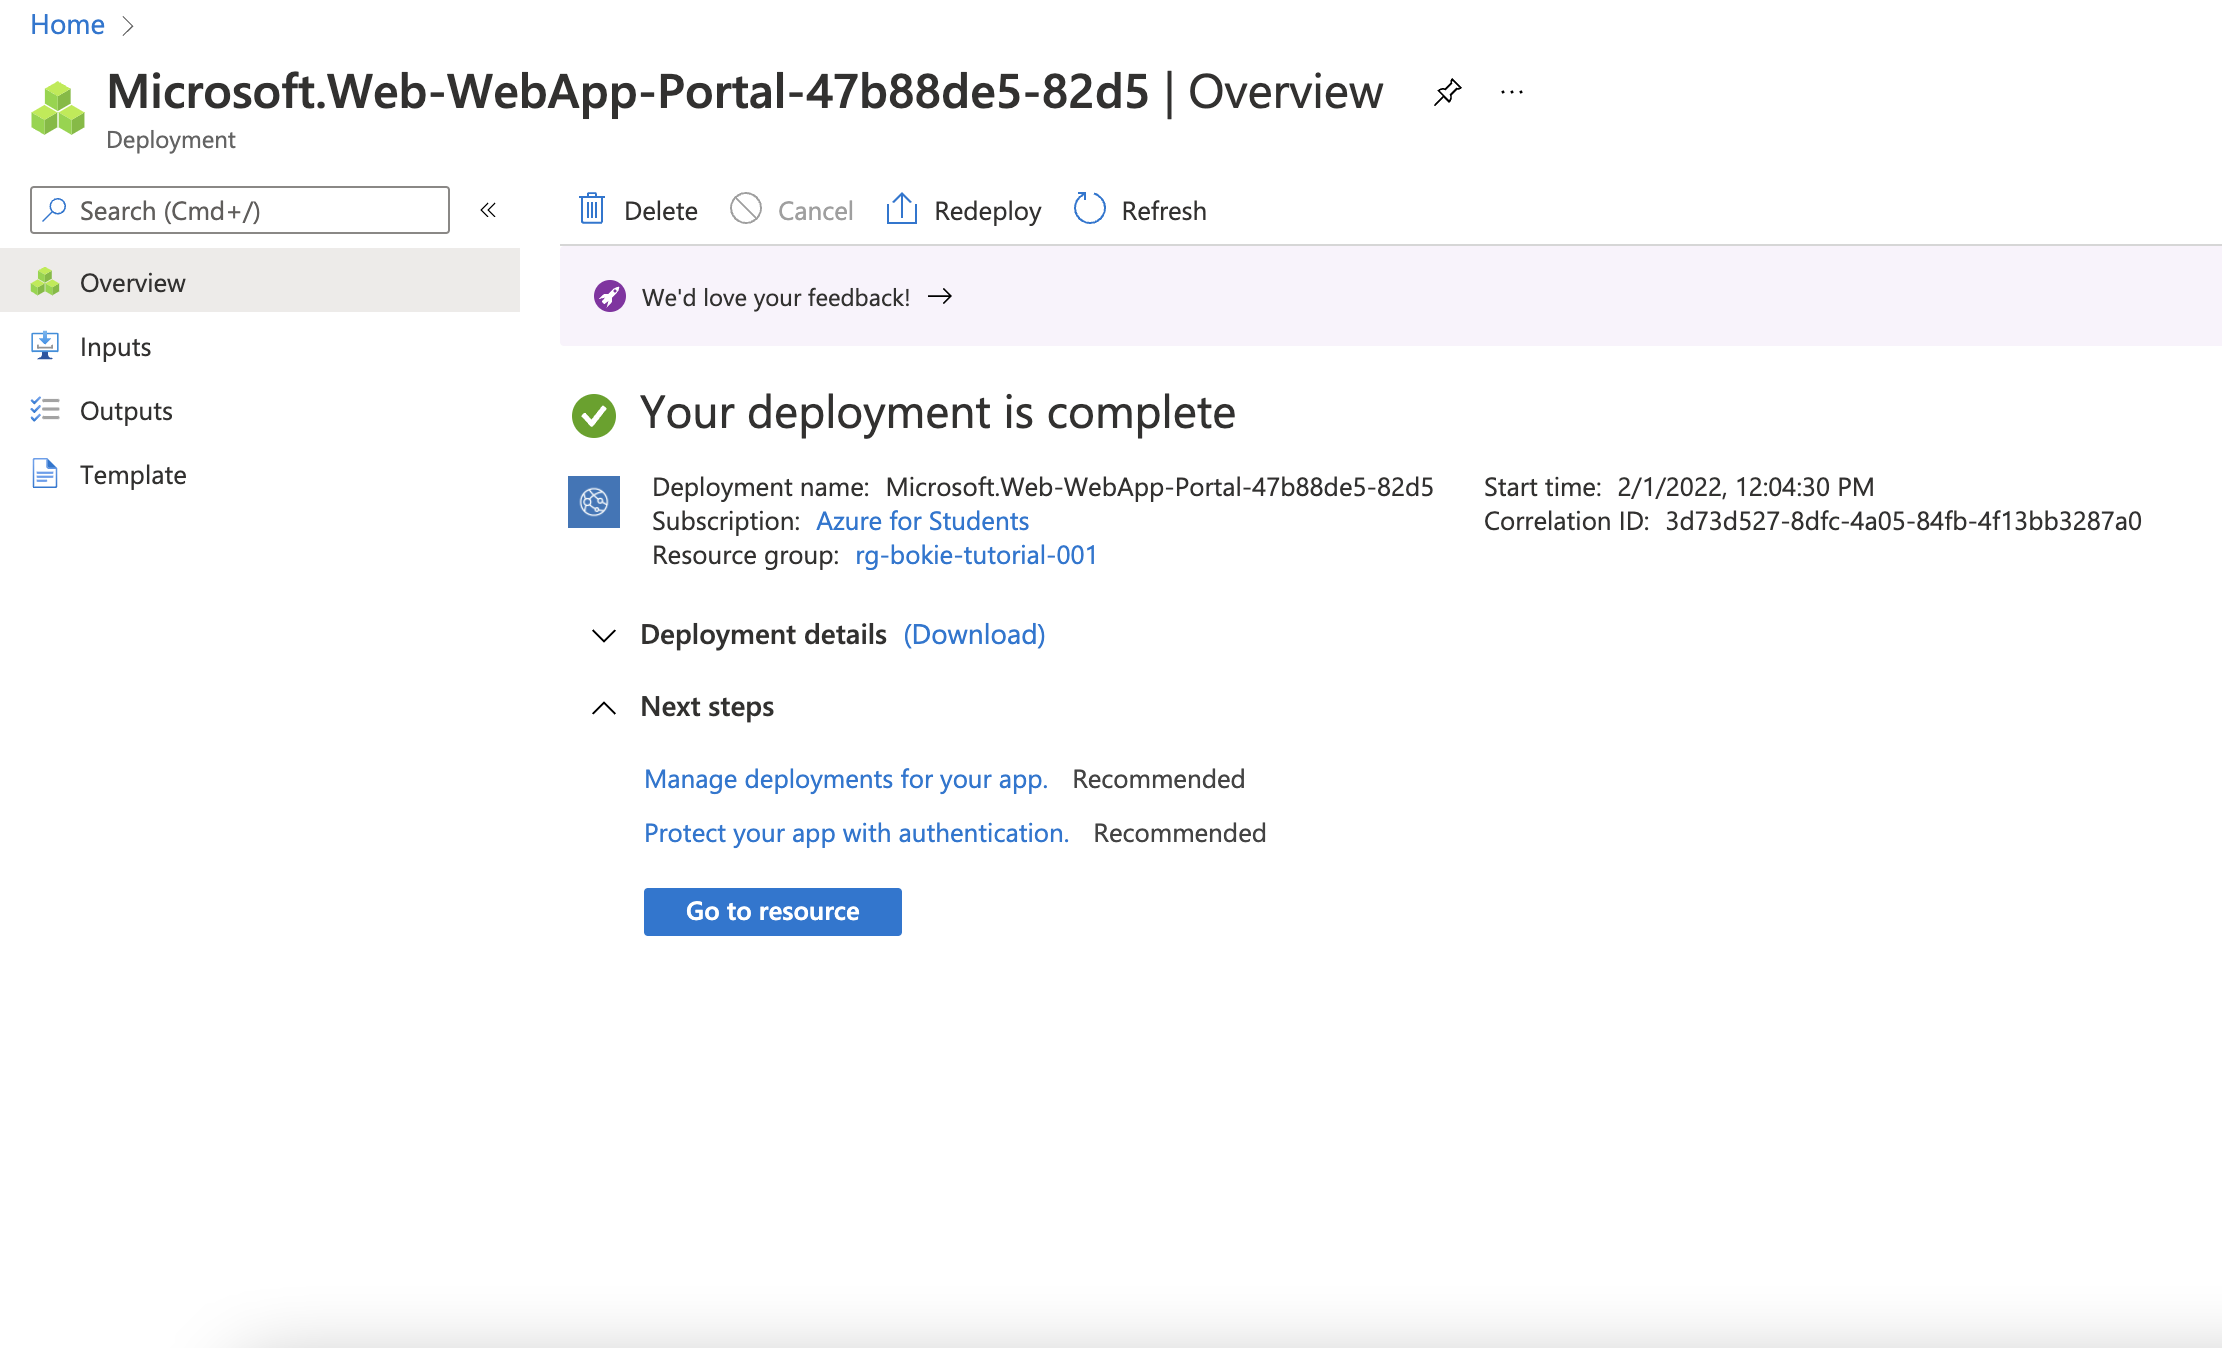 Home
Microsoft.Web-WebApp-Portal-47b88de5-82d5 | Overview
Deployment
Search (Cmd+/)
Overview
Inputs
Outputs
Template
Delete Cancel Redeploy Refresh
We'd love your feedback!
Your deployment is complete
Deployment name: Microsoft.Web-WebApp-Portal-47b88de5-82d5
Subscription: Azure for Students
Resource group: rg-bokie-tutorial-001
Start time: 2/1/2022, 12:04:30 PM
Correlation ID: 3d73d527-8dfc-4a05-84fb-4f13bb3287a0
Deployment details (Download)
Next steps
Manage deployments for your app. Recommended
Protect your app with authentication. Recommended
Go to resource